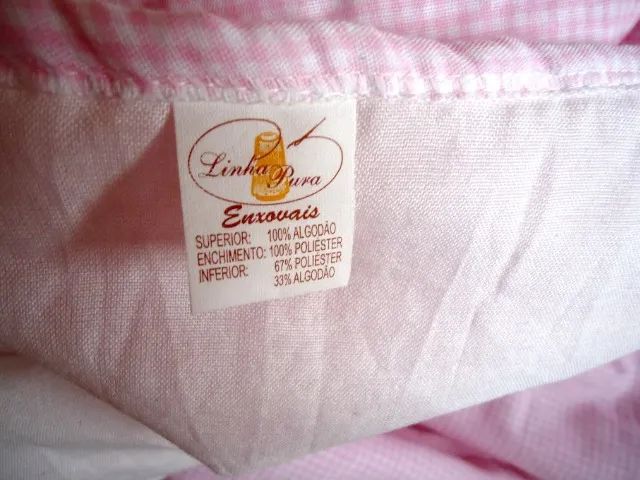 Linha Pura
Enxovais
SUPERIOR: 100% ALGODÃO
ENCHIMENTO: 100% POLIÉSTER
INFERIOR: 67% POLIÉSTER
33% ALGODÃO